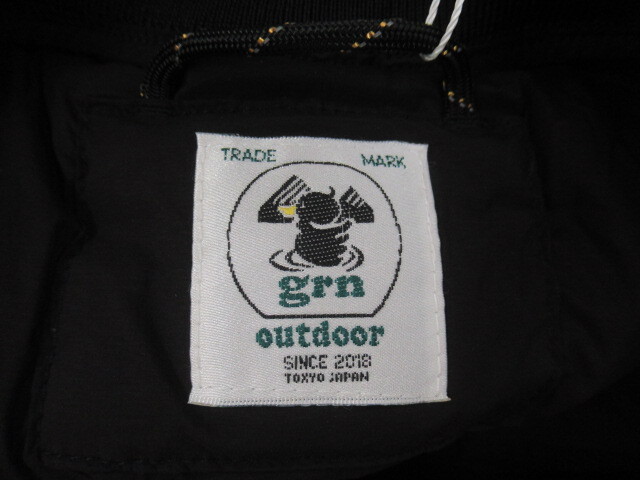 TRADE MARK
grn
outdoor
SINCE 2018
TOKYO JAPAN